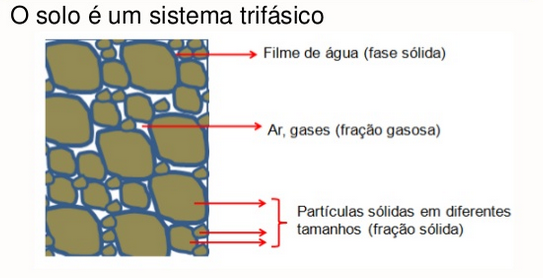 O solo é um sistema trifásico
Filme de água (fase sólida)
Ar, gases (fração gasosa)
Partículas sólidas em diferentes
tamanhos (fração sólida)